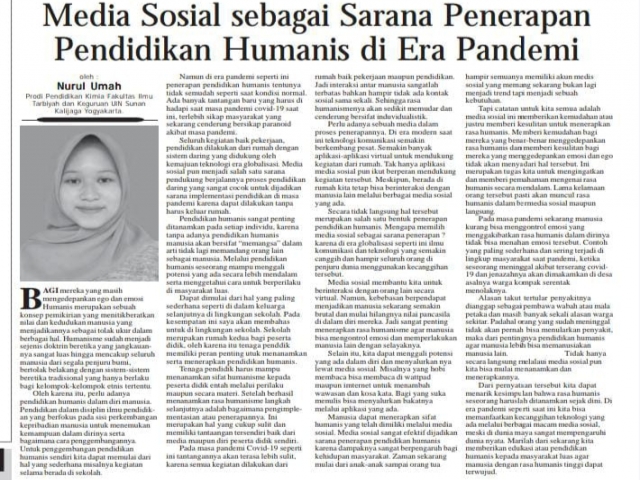 Media Sosial sebagai Sarana Penerapan
Pendidikan Humanis di Era Pandemi
oleh :
Nurul Umah
Prodi Pendidikan Kimia Fakultas Ilmu
Tarbiyah dan Keguruan UIN Sunan
Kalijaga Yogyakarta.
BAGI mereka yang masih
mengedepankan ego dan emosi
Humanis merupakan sebuah
konsep pemikiran yang menitikberatkan
nilai dan kedudukan manusia yang
menjadikannya sebagai tolak ukur dalam
berbagai hal. Humanisme sudah menjadi
sejenis doktrin beretika yang jangkauan-
nya sangat luas hingga mencakup seluruh
manusia dari segala penjuru bumi,
bertolak belakang dengan sistem-sistem
beretika tradisional yang hanya berlaku
bagi kelompok-kelompok etnis tertentu.
Oleh karena itu, perlu adanya
pendidikan humanis dalam diri manusia.
Pendidikan dalam disiplin ilmu pendidik-
an yang berfokus pada sisi perkembangan
kepribadian manusia untuk menemukan
kemampuan dalam dirinya serta
bagaimana cara pengembangannya.
Untuk pengembangan pendidikan
humanis sendiri kita dapat memulai dari
hal yang sederhana misalnya kegiatan
selama berada di sekolah.
Namun di era pandemi seperti ini
penerapan pendidikan humanis tentunya
tidak semudah seperti saat kondisi normal.
Ada banyak tantangan baru yang harus di
hadapi saat masa pandemi covid-19 saat
ini, terlebih sikap masyarakat yang
sekarang cenderung bersikap paranoid
akibat masa pandemi.
Seluruh kegiatan baik pekerjaan,
pendidikan dilakukan dari rumah dengan
sistem daring yang didukung oleh
kemajuan teknologi era globalisasi. Media
sosial pun menjadi salah satu sarana
pendukung berjalannya proses pendidikan
daring yang sangat cocok untuk dijadikan
sarana implementasi pendidikan di masa
pandemi karena dapat dilakukan tanpa
harus keluar rumah.
Pendidikan humanis sangat penting
ditanamkan pada setiap individu, karena
tanpa adanya pendidikan humanis
manusia akan bersifat "memangsa" dalam
arti tidak lagi memandang orang lain
sebagai manusia. Melalui pendidikan
humanis seseorang mampu menggali
potensi yang ada secara lebih mendalam
serta mengetahui cara untuk berperilaku
di masyarakat luas.
Dapat dimulai dari hal yang paling
sederhana seperti di dalam keluarga
selanjutnya di lingkungan sekolah. Pada
kesempatan ini saya akan membahas
untuk di lingkungan sekolah. Sekolah
merupakan rumah kedua bagi peserta
didik, oleh karena itu tenaga pendidik
memiliki peran penting untuk menanamkan
serta menerapkan pendidikan humanis.
Tenaga pendidik harus mampu
menanamkan sifat humanisme kepada
peserta didik entah melalui perilaku
maupun secara materi. Setelah berhasil
menanamkan rasa humanisme langkah
selanjutnya adalah bagaimana pengimple-
mentasian atau penerapannya. Ini
merupakan hal yang cukup sulit dan
memiliki tantangan tersendiri baik dari
media maupun diri peserta didik sendiri.
Pada masa pandemi Covid-19 seperti
ini tantangannya akan terasa lebih sulit,
karena semua kegiatan dilakukan dari
rumah baik pekerjaan maupun pendidikan.
Jadi interaksi antar manusia sangatlah
terbatas bahkan hampir tidak ada kontak
sosial sama sekali. Sehingga rasa
humanismenya akan sedikit memudar dan
cenderung bersifat individualistik.
Perlu adanya sebuah media dalam
proses penerapannya. Di era modern saat
ini teknologi komunikasi semakin
berkembang pesat. Semakin banyak
aplikasi-aplikasi virtual untuk mendukung
kegiatan dari rumah. Tak hanya aplikasi
media sosial pun ikut berperan mendukung
kegiatan tersebut. Meskipun, berada di
rumah kita tetap bisa berinteraksi dengan
manusia lain melalui berbagai media sosial
yang ada.
Secara tidak langsung hal tersebut
merupakan salah satu bentuk penerapan
pendidikan humanis. Mengapa memilih
media sosial sebagai sarana penerapan ?
karena di era globalisasi seperti ini ilmu
komunikasi dan teknologi yang semakin
canggih dan hampir seluruh orang di
penjuru dunia menggunakan kecanggihan
tersebut.
Media sosial membantu kita untuk
berinteraksi dengan orang lain secara
virtual. Namun, kebebasan berpendapat
menjadikan manusia sekarang semakin
brutal dan mulai hilangnya nilai pancasila
di dalam diri mereka. Jadi sangat penting
menerapkan rasa humanisme agar manusia
bisa mengontrol emosi dan memperlakukan
manusia lain dengan selayaknya.
Selain itu, kita dapat menggali potensi
yang ada dalam diri dan menyalurkan nya
lewat media sosial. Misalnya yang hobi
membaca bisa membaca di wattpad
maupun internet untuk menambah
wawasan dan kosa kata. Bagi yang suka
menulis bisa menyalurkan bakatnya
melalui aplikasi yang ada.
Manusia dapat menerapkan sifat
humanis yang telah dimiliki melalui media
sosial. Media sosial sangat efektif dijadikan
sarana penerapan pendidikan humanis
karena dampaknya sangat berpengaruh bagi
kehidupan masyarakat. Zaman sekarang
mulai dari anak-anak sampai orang tua
hampir semuanya memiliki akun medis
sosial yang memang sekarang bukan lagi
menjadi trend tapi menjadi sebuah
kebutuhan.
Tapi catatan untuk kita semua adalah
media sosial ini memberikan kemudahan atau
justru memberi kesulitan untuk menerapkan
rasa humanis. Memberi kemudahan bagi
mereka yang benar-benar menggedepankan
rasa humanis dan memberi kesulitan bagi
mereka yang menggedepankan emosi dan ego
tidak akan menyadari hal tersebut. Ini
merupakan tugas kita untuk mengingatkan
dan memberi pemahaman mengenai rasa
humanis secara mendalam. Lama kelamaan
orang tersebut pasti akan muncul rasa
humanis dalam bermedia sosial maupun
langsung.
Pada masa pandemi sekarang manusia
kurang bisa menggontrol emosi yang
menggakibatkan rasa humanis dalam dirinya
tidak bisa menahan emosi tersebut. Contoh
yang paling sederhana dan sering terjadi di
lingkup masyarakat saat pandemi ini, ketika
seseorang meninggal akibat terserang covid-
19 dan jenazahnya akan dimakamkan di desa
asalnya warga kompak serentak
menolaknya.
Alasan takut tertular penyakitnya
dianggap sebagai pembawa wabah atau mala
petaka dan masih banyak sekali alasan warga
sekitar. Padahal orang yang sudah meninggal
tidak akan pernah bisa menularkan penyakit,
maka dari pentingnya pendidikan humanis
agar manusia lebih bisa memanusiakan
manusia lain. Tidak hanya
secara langsung melalui media sosial pun
kita bisa mulai menanamkan dan
menerapkannya.
Dari pernyataan tersebut kita dapat
menarik kesimpulan bahwa rasa humanis
seseorang haruslah ditanamkan sejak dini. Di
era pandemi seperti saat ini kita bisa
memanfaatkan kecanggihan teknologi yang
ada melalui berbagai macam media sosial,
meski di dunia maya sangat mempengaruhi
dunia nyata. Marilah dari sekarang kita
memberikan edukasi atau pendidikan
humanis kepada masyarakat luas agar
manusia dengan rasa humanis tinggi dapat
terwujud.